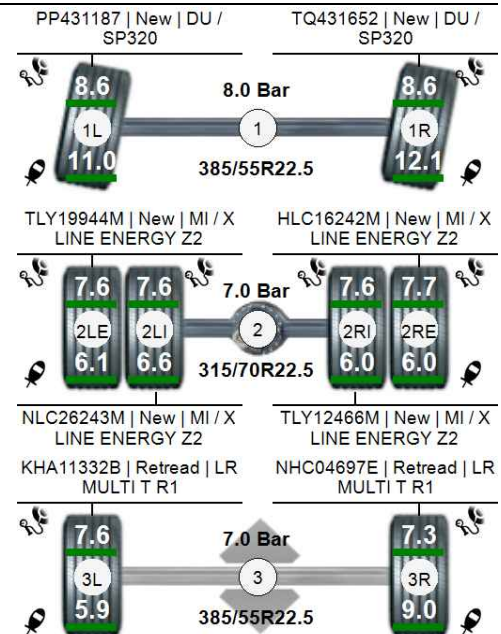 PP431187 | New | DU /
SP320
TQ431652 | New | DU /
SP320
8.6
8.0 Bar
8.6
1L
1
1R
11.0
385/55R22.5
12.1
TLY19944M | New | MI / X
LINE ENERGY Z2
HLC16242M | New | MI / X
LINE ENERGY Z2
7.6
7.6
7.0 Bar
7.6
7.7
2LE
2LI
2
2RI
2RE
6.1
6.6
315/70R22.5
6.0
6.0
NLC26243M | New | MI / X
LINE ENERGY Z2
TLY12466M | New | MI / X
LINE ENERGY Z2
KHA11332B | Retread | LR
MULTI T R1
NHC04697E | Retread | LR
MULTI T R1
7.6
7.0 Bar
7.3
3L
3
3R
5.9
385/55R22.5
9.0